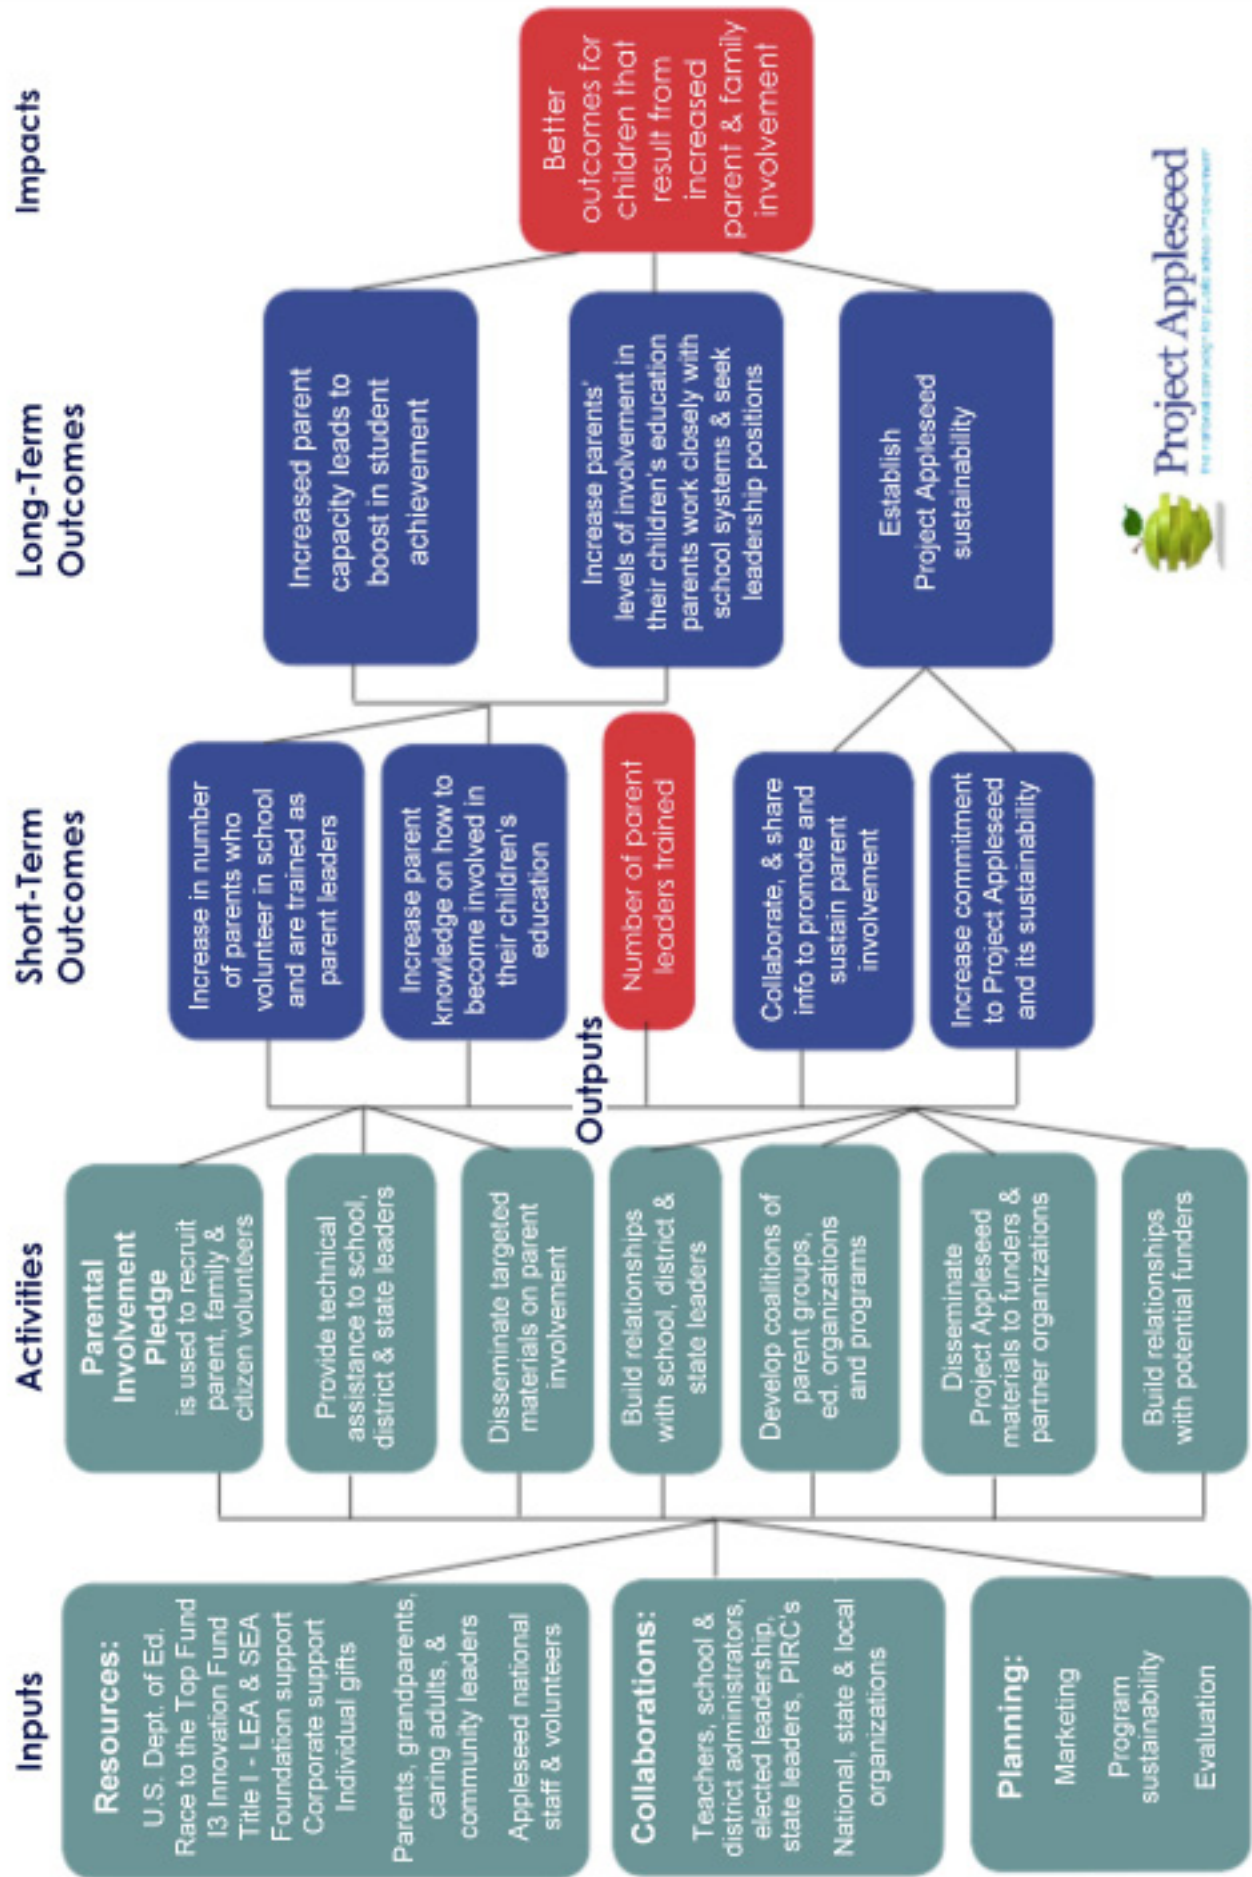 Inputs
Resources:
U.S. Dept. of Ed.
Race to the Top Fund
I3 Innovation Fund
Title I - LEA & SEA
Foundation support
Corporate support
Individual gifts
Parents, grandparents,
caring adults, &
community leaders
Appleseed national
staff & volunteers
Collaborations:
Teachers, school &
district administrators,
elected leadership,
state leaders, PIRC's
National, state & local
organizations
Planning:
Marketing
Program
sustainability
Evaluation
Activities
Parental
Involvement
Pledge
is used to recruit
parent, family &
citizen volunteers
Provide technical
assistance to school,
district & state leaders
Disseminate targeted
materials on parent
involvement
Build relationships
with school, district &
state leaders
Develop coalitions of
parent groups,
ed. organizations
and programs
Disseminate
Project Appleseed
materials to funders &
partner organizations
Build relationships
with potential funders
Outputs
Short-Term
Outcomes
Increase in number
of parents who
volunteer in school
and are trained as
parent leaders
Increase parent
knowledge on how to
become involved in
their children's
education
Number of parent
leaders trained
Collaborate, & share
info to promote and
sustain parent
involvement
Increase commitment
to Project Appleseed
and its sustainability
Long-Term
Outcomes
Increased parent
capacity leads to
boost in student
achievement
Increase parents'
levels of involvement in
their children's education
parents work closely with
school systems & seek
leadership positions
Establish
Project Appleseed
sustainability
Impacts
Better
outcomes for
children that
result from
increased
parent & family
involvement
Project Appleseed
the national campaign for public school improvement